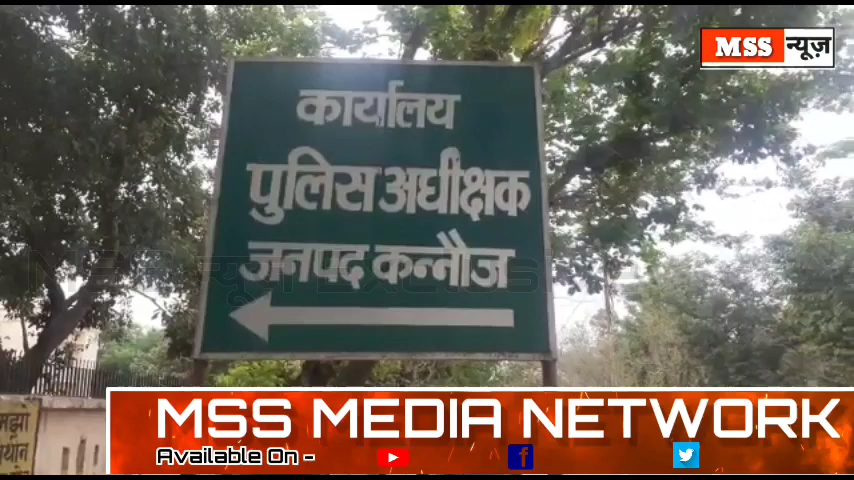 MSS न्यूज़
कार्यालय
पुलिस अधीक्षक
जनपद कन्नौज
MSS MEDIA NETWORK
Available On -